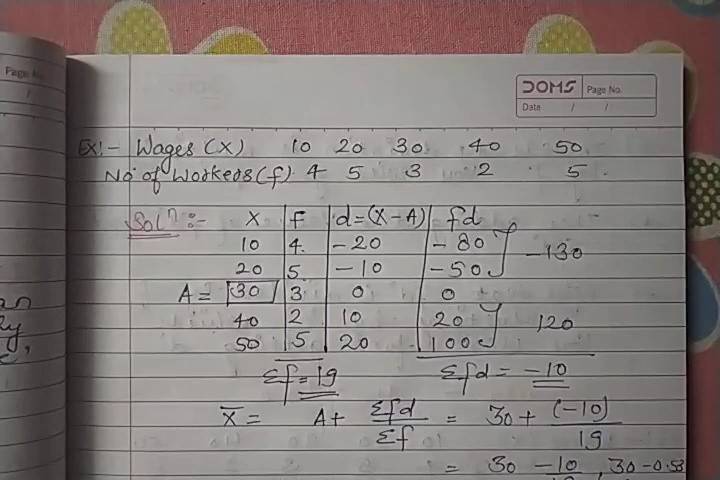 Page No.
/
DOMS Page No.
Date / /
Ex:- Wages (X) 10 20 30 40 50
No of Workers (f) 4 5 3 2 5
Solⁿ:- X f d=(X-A) fd
10 4 -20 -80
20 5 -10 -50 -130
A= 30 3 0 0
40 2 10 20
50 5 20 100 120
Σf=19 Σfd= -10
X̄ = A+ Σfd/Σf = 30+ (-10)/19
= 30 -10 , 30-0.53